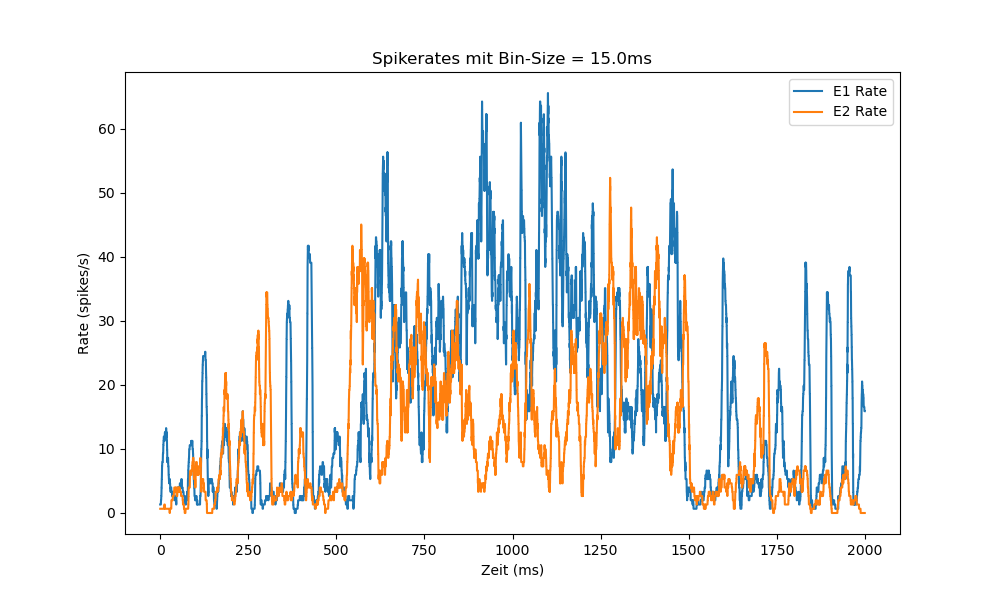 Spikerates mit Bin-Size = 15.0ms
E1 Rate
E2 Rate
Rate (spikes/s)
60
50
40
30
20
10
0
0 250 500 750 1000 1250 1500 1750 2000
Zeit (ms)